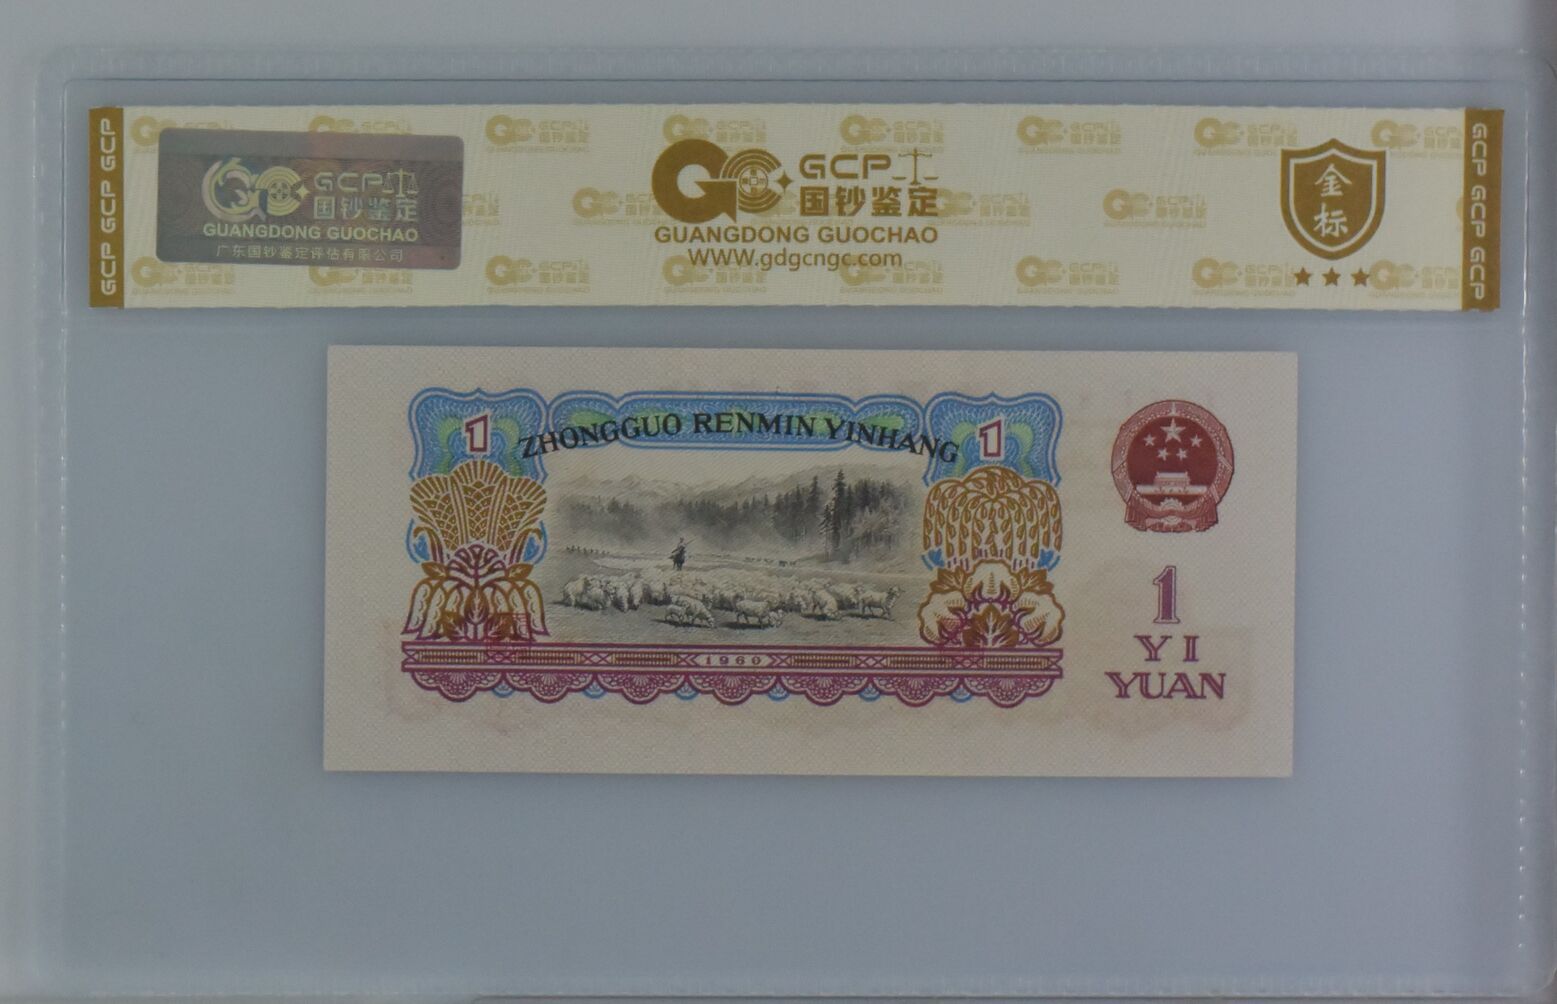 GCP GCP GCP
GCP
国钞鉴定
GUANGDONG GUOCHAO
广东国钞鉴定评估有限公司
GCP
国钞鉴定
GUANGDONG GUOCHAO
WWW.gdgcngc.com
金
标
GCP GCP GCP
1
ZHONGGUO RENMIN YINHANG
1
1960
1
YI
YUAN